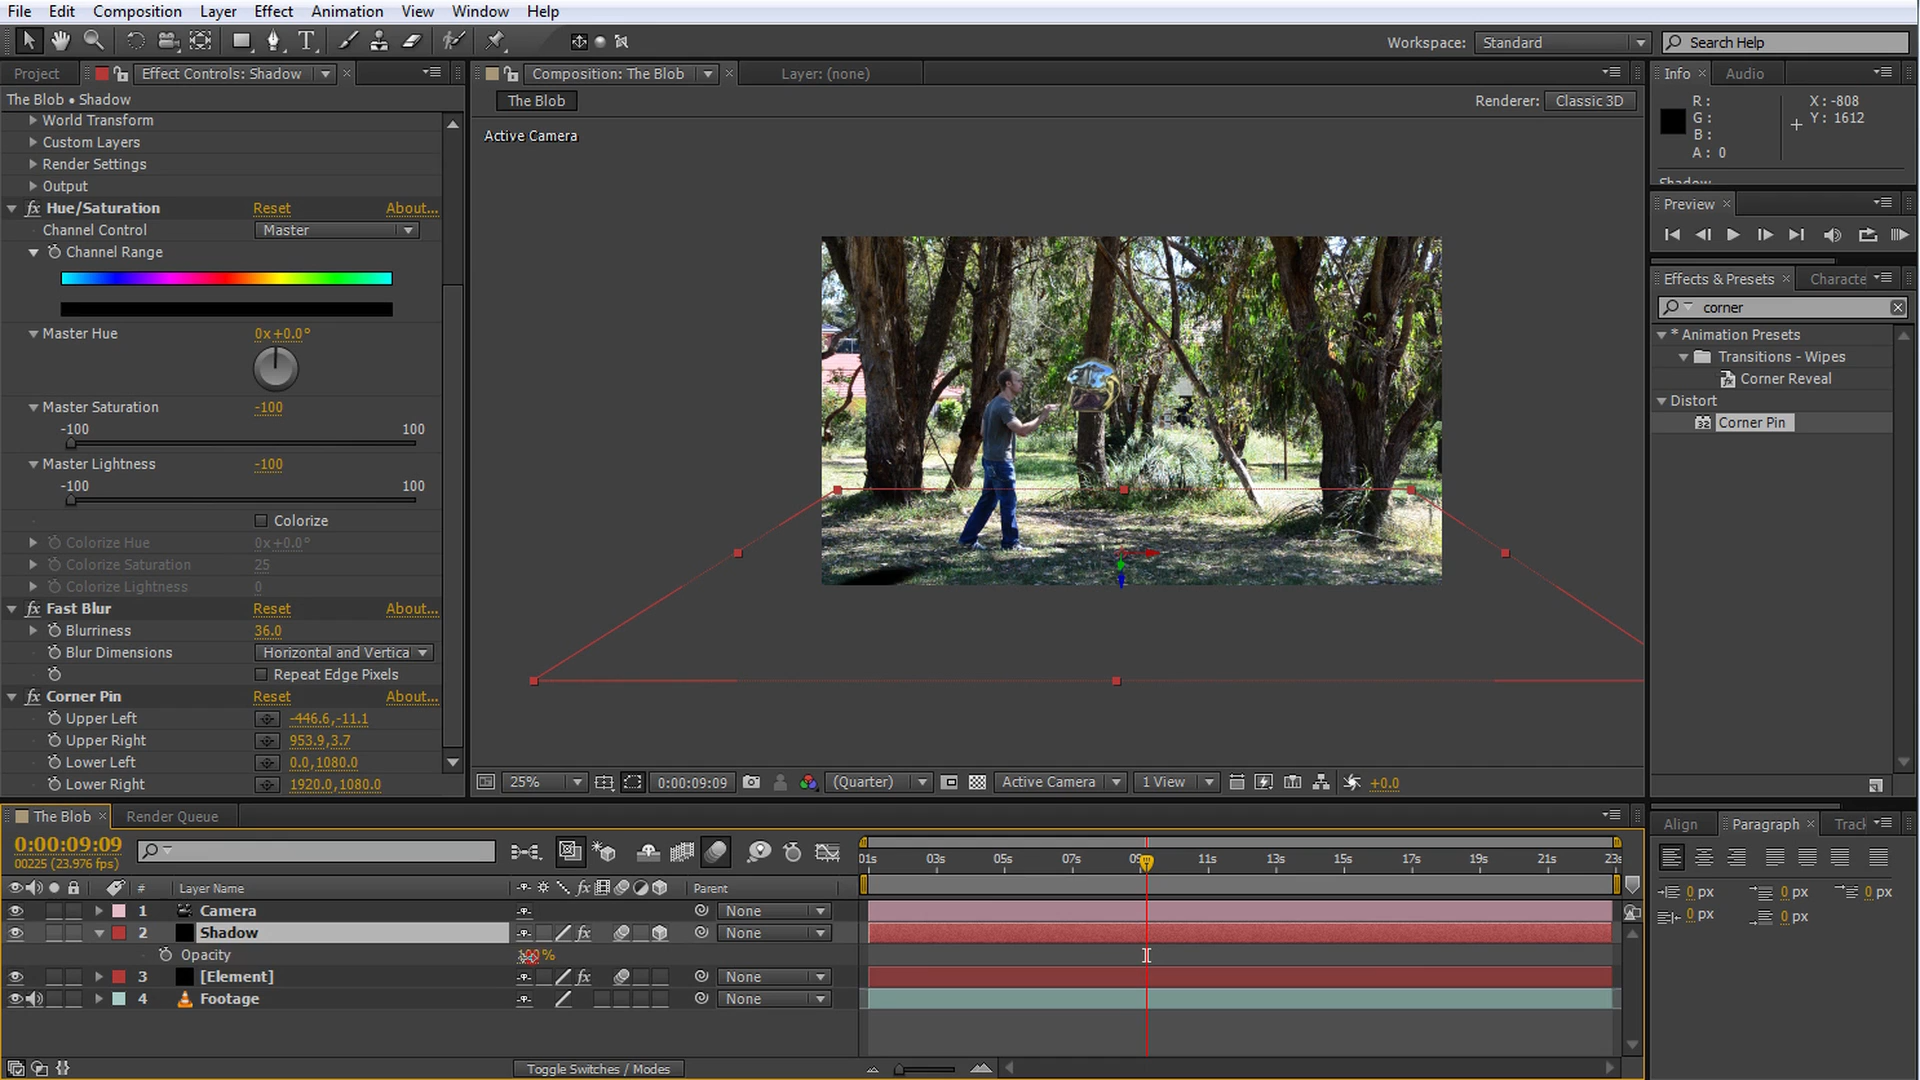 File Edit Composition Layer Effect Animation View Window Help
Workspace: Standard Search Help
Project Effect Controls: Shadow
The Blob • Shadow
World Transform
Custom Layers
Render Settings
Output
Hue/Saturation Reset About...
Channel Control Master
Channel Range
Master Hue 0x+0.0°
Master Saturation -100
-100 100
Master Lightness -100
-100 100
Colorize
Colorize Hue 0x+0.0°
Colorize Saturation 25
Colorize Lightness 0
Fast Blur Reset About...
Blurriness 36.0
Blur Dimensions Horizontal and Vertica
Repeat Edge Pixels
Corner Pin Reset About...
Upper Left -446.6,-11.1
Upper Right 953.9,3.7
Lower Left 0.0,1080.0
Lower Right 1920.0,1080.0
Composition: The Blob Layer: (none)
The Blob Renderer: Classic 3D
Active Camera
25% 0:00:09:09 (Quarter) Active Camera 1 View +0.0
Info Audio
R: X: -808
G: Y: 1612
B:
A: 0
Shadow
Preview
Effects & Presets Characte
corner
* Animation Presets
Transitions - Wipes
Corner Reveal
Distort
32 Corner Pin
Align Paragraph Tracl
0 px 0 px 0 px
0 px 0 px
The Blob Render Queue
0:00:09:09
00225 (23.976 fps)
01s 03s 05s 07s 11s 13s 15s 17s 19s 21s 23s
# Layer Name fx Parent
1 Camera None
2 Shadow fx None
Opacity %
3 [Element] fx None
4 Footage None
Toggle Switches / Modes